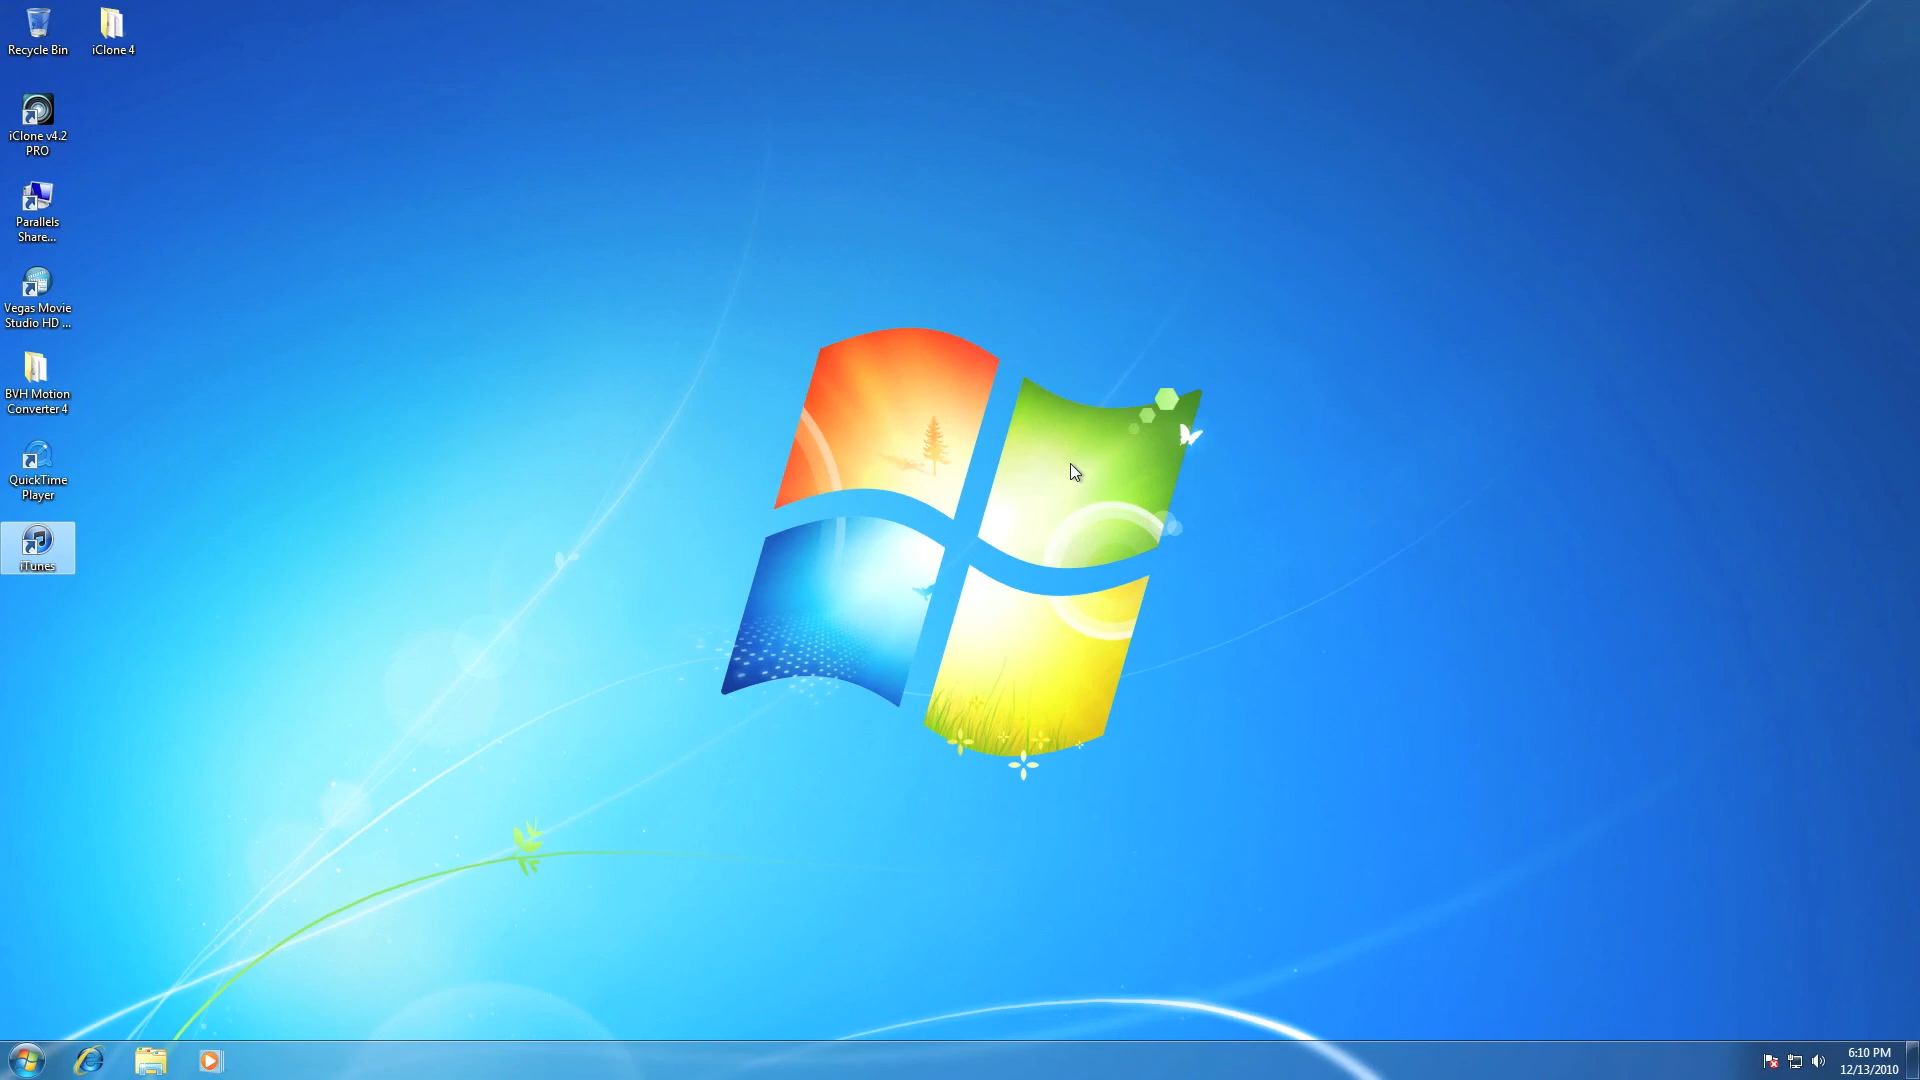 Recycle Bin
iClone 4
iClone v4.2
PRO
Parallels
Share...
Vegas Movie
Studio HD ...
BVH Motion
Converter 4
QuickTime
Player
iTunes
6:10 PM
12/13/2010